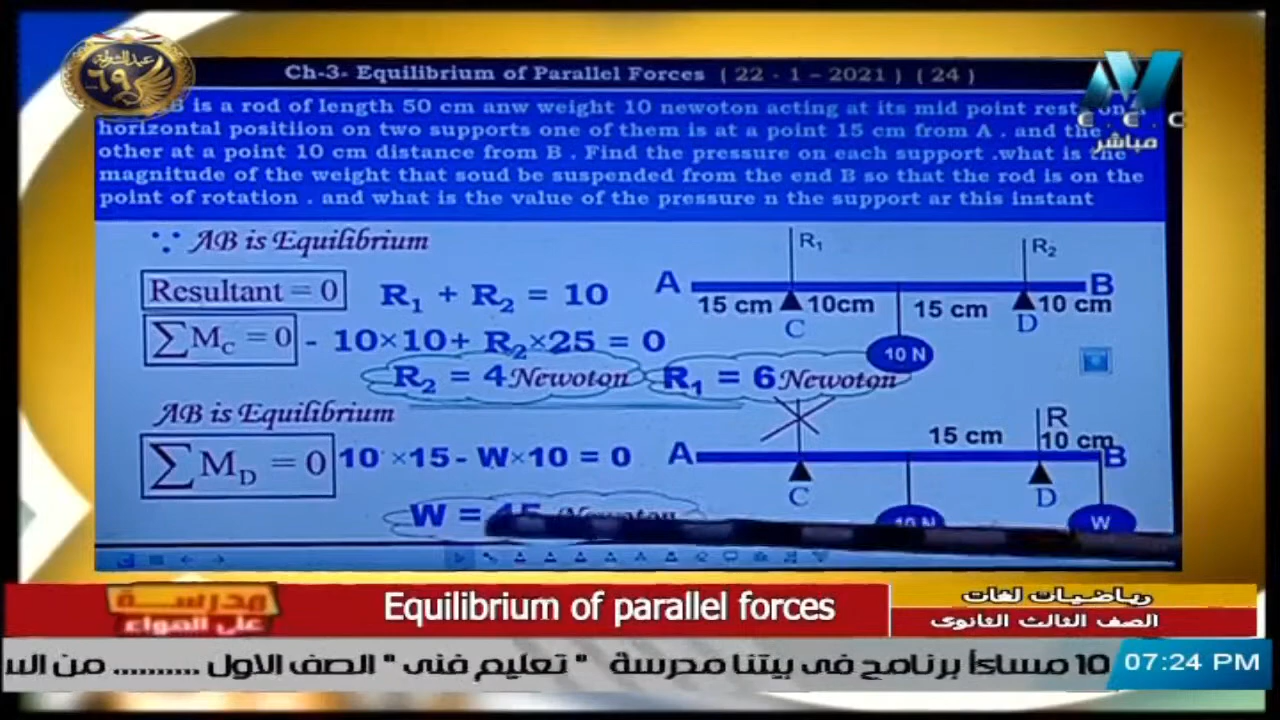 عيد الشرطة
٦٩
Ch-3- Equilibrium of Parallel Forces ( 22 - 1 - 2021 ) ( 24 )
B is a rod of length 50 cm anw weight 10 newoton acting at its mid point rest on
horizontal positiion on two supports one of them is at a point 15 cm from A . and the
other at a point 10 cm distance from B . Find the pressure on each support .what is the
magnitude of the weight that soud be suspended from the end B so that the rod is on the
point of rotation . and what is the value of the pressure n the support ar this instant
E . E . C
مباشر
∵ AB is Equilibrium
Resultant = 0 R₁ + R₂ = 10
∑M_C = 0 - 10×10+ R₂×25 = 0
R₂ = 4 Newoton R₁ = 6 Newoton
R₁ R₂
A B
15 cm 10cm 15 cm 10 cm
C D
10 N
AB is Equilibrium
∑M_D = 0 10 ×15 - W×10 = 0
W = 15 Newoton
R
15 cm 10 cm
A B
C D
10 N W
مدرسة
على الهواء
Equilibrium of parallel forces
رياضيات لغات
الصف الثالث الثانوى
10 مساءاً برنامج فى بيتنا مدرسة " تعليم فنى " الصف الاول .......... من
07:24 PM